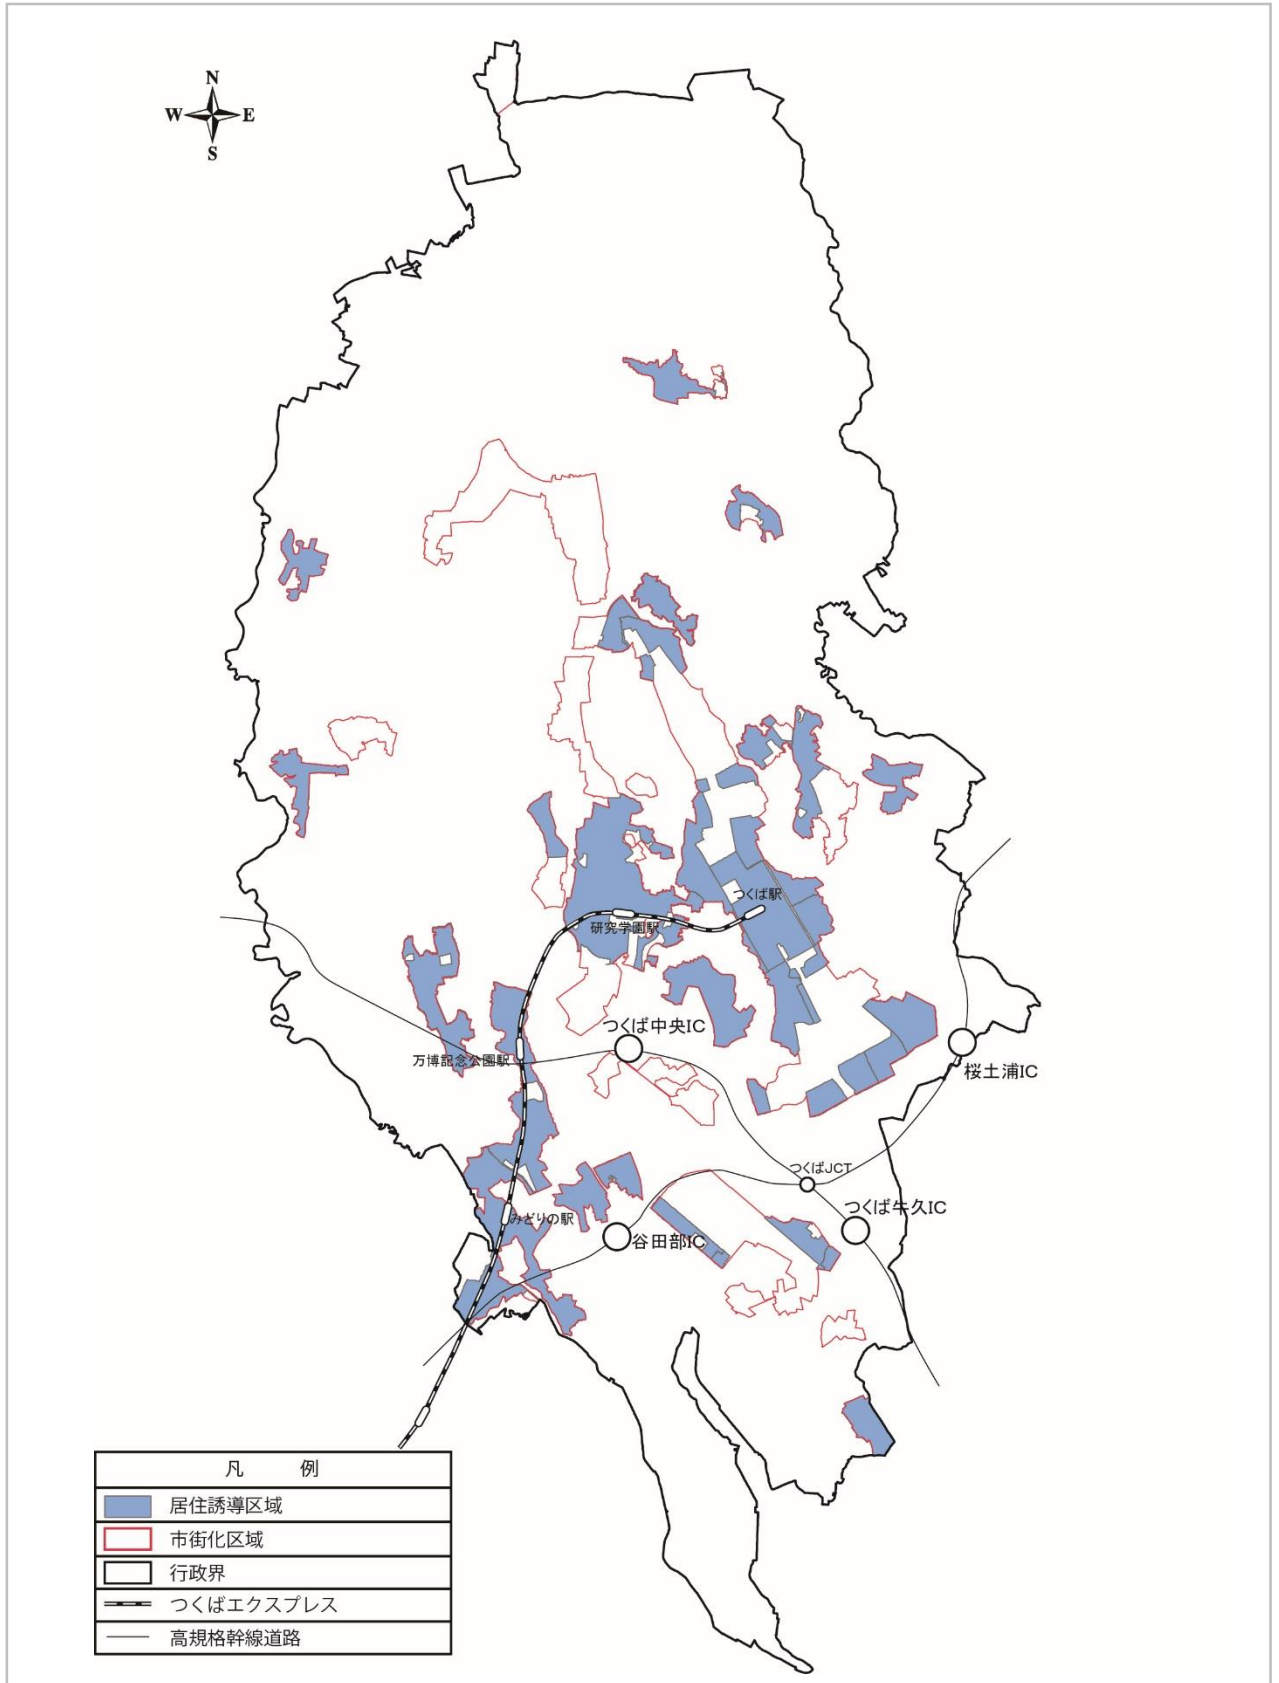 N
W E
S
つくば駅
研究学園駅
つくば中央IC
万博記念公園駅
桜土浦IC
つくばJCT
つくば牛久IC
みどりの駅
谷田部IC
凡 例
居住誘導区域
市街化区域
行政界
つくばエクスプレス
高規格幹線道路